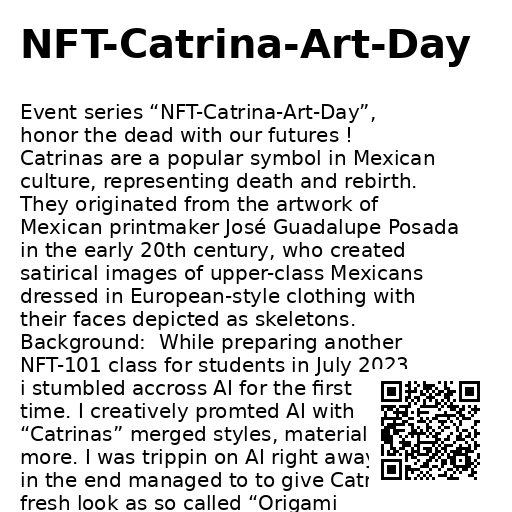 NFT-Catrina-Art-Day
Event series “NFT-Catrina-Art-Day”,
honor the dead with our futures !
Catrinas are a popular symbol in Mexican
culture, representing death and rebirth.
They originated from the artwork of
Mexican printmaker José Guadalupe Posada
in the early 20th century, who created
satirical images of upper-class Mexicans
dressed in European-style clothing with
their faces depicted as skeletons.
Background:  While preparing another
NFT-101 class for students in July 2023
i stumbled accross AI for the first
time. I creatively promted AI with
“Catrinas” merged styles, material
more. I was trippin on AI right away
in the end managed to to give Catr
fresh look as so called “Origami